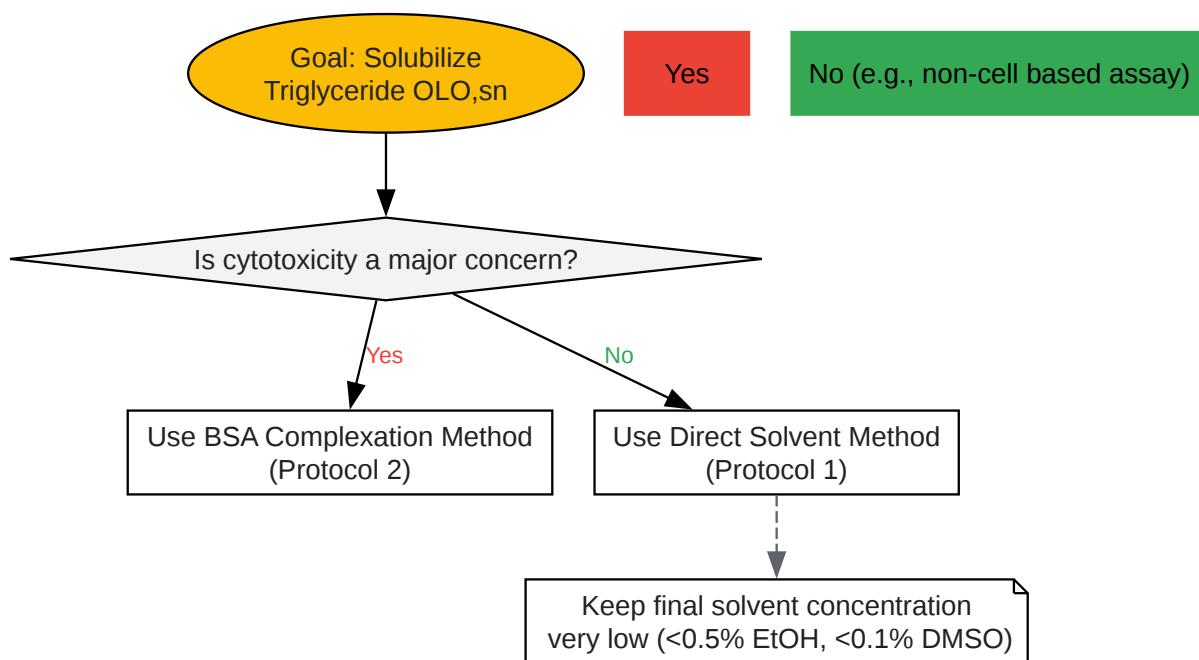 Goal: Solubilize
Triglyceride OLO,sn
Yes
No (e.g., non-cell based assay)
Is cytotoxicity a major concern?
Yes
No
Use BSA Complexation Method
(Protocol 2)
Use Direct Solvent Method
(Protocol 1)
Keep final solvent concentration
very low (<0.5% EtOH, <0.1% DMSO)